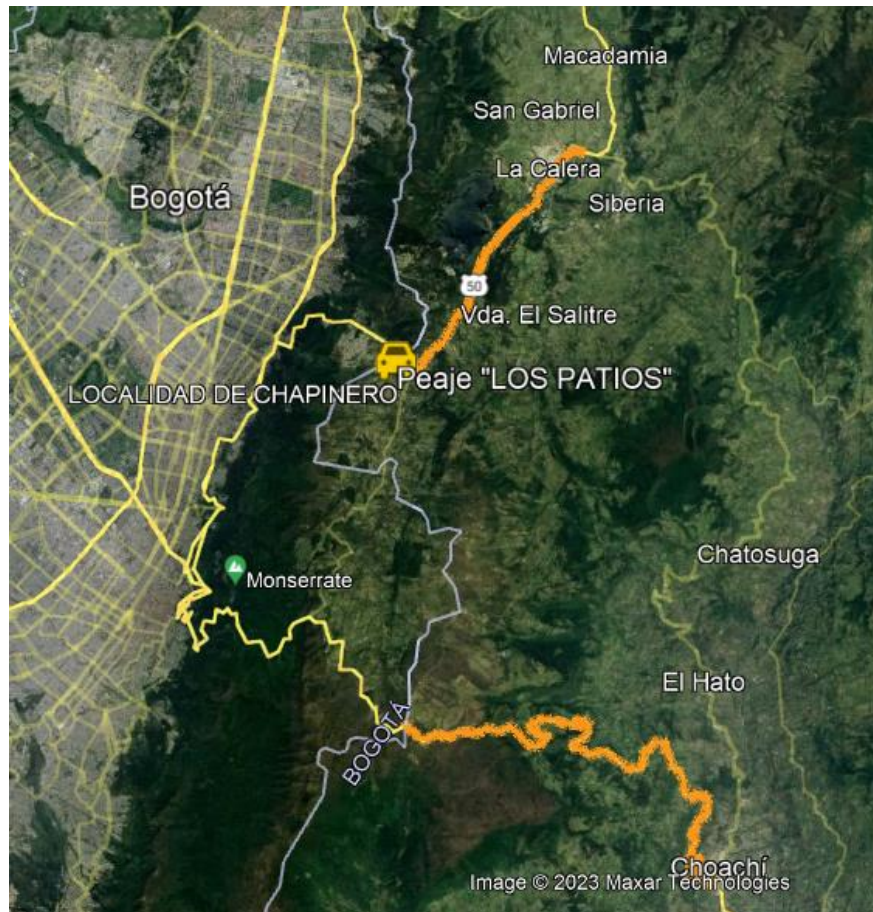 Macadamia
San Gabriel
La Calera
Bogotá
Siberia
50
Vda. El Salitre
Peaje "LOS PATIOS"
LOCALIDAD DE CHAPINERO
Chatosuga
Monserrate
El Hato
BOGOTÁ
Choachí
Image © 2023 Maxar Technologies